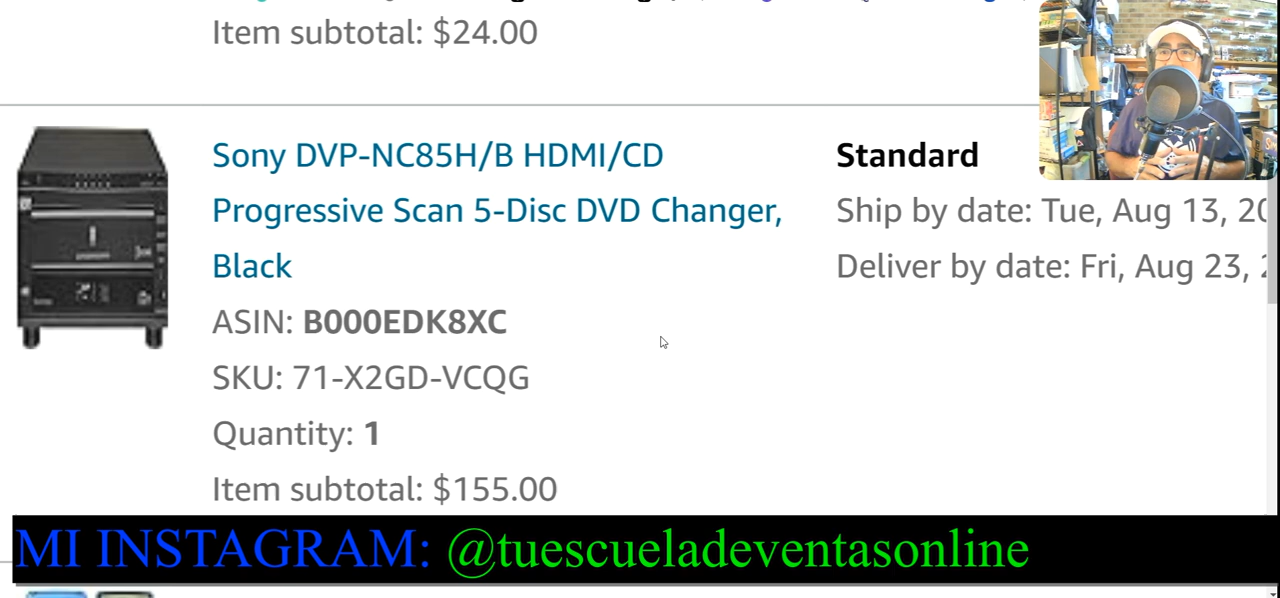 Item subtotal: $24.00
Sony DVP-NC85H/B HDMI/CD
Progressive Scan 5-Disc DVD Changer,
Black
ASIN: B000EDK8XC
SKU: 71-X2GD-VCQG
Quantity: 1
Item subtotal: $155.00
Standard
Ship by date: Tue, Aug 13, 20
Deliver by date: Fri, Aug 23, 2
MI INSTAGRAM: @tuescueladeventasonline